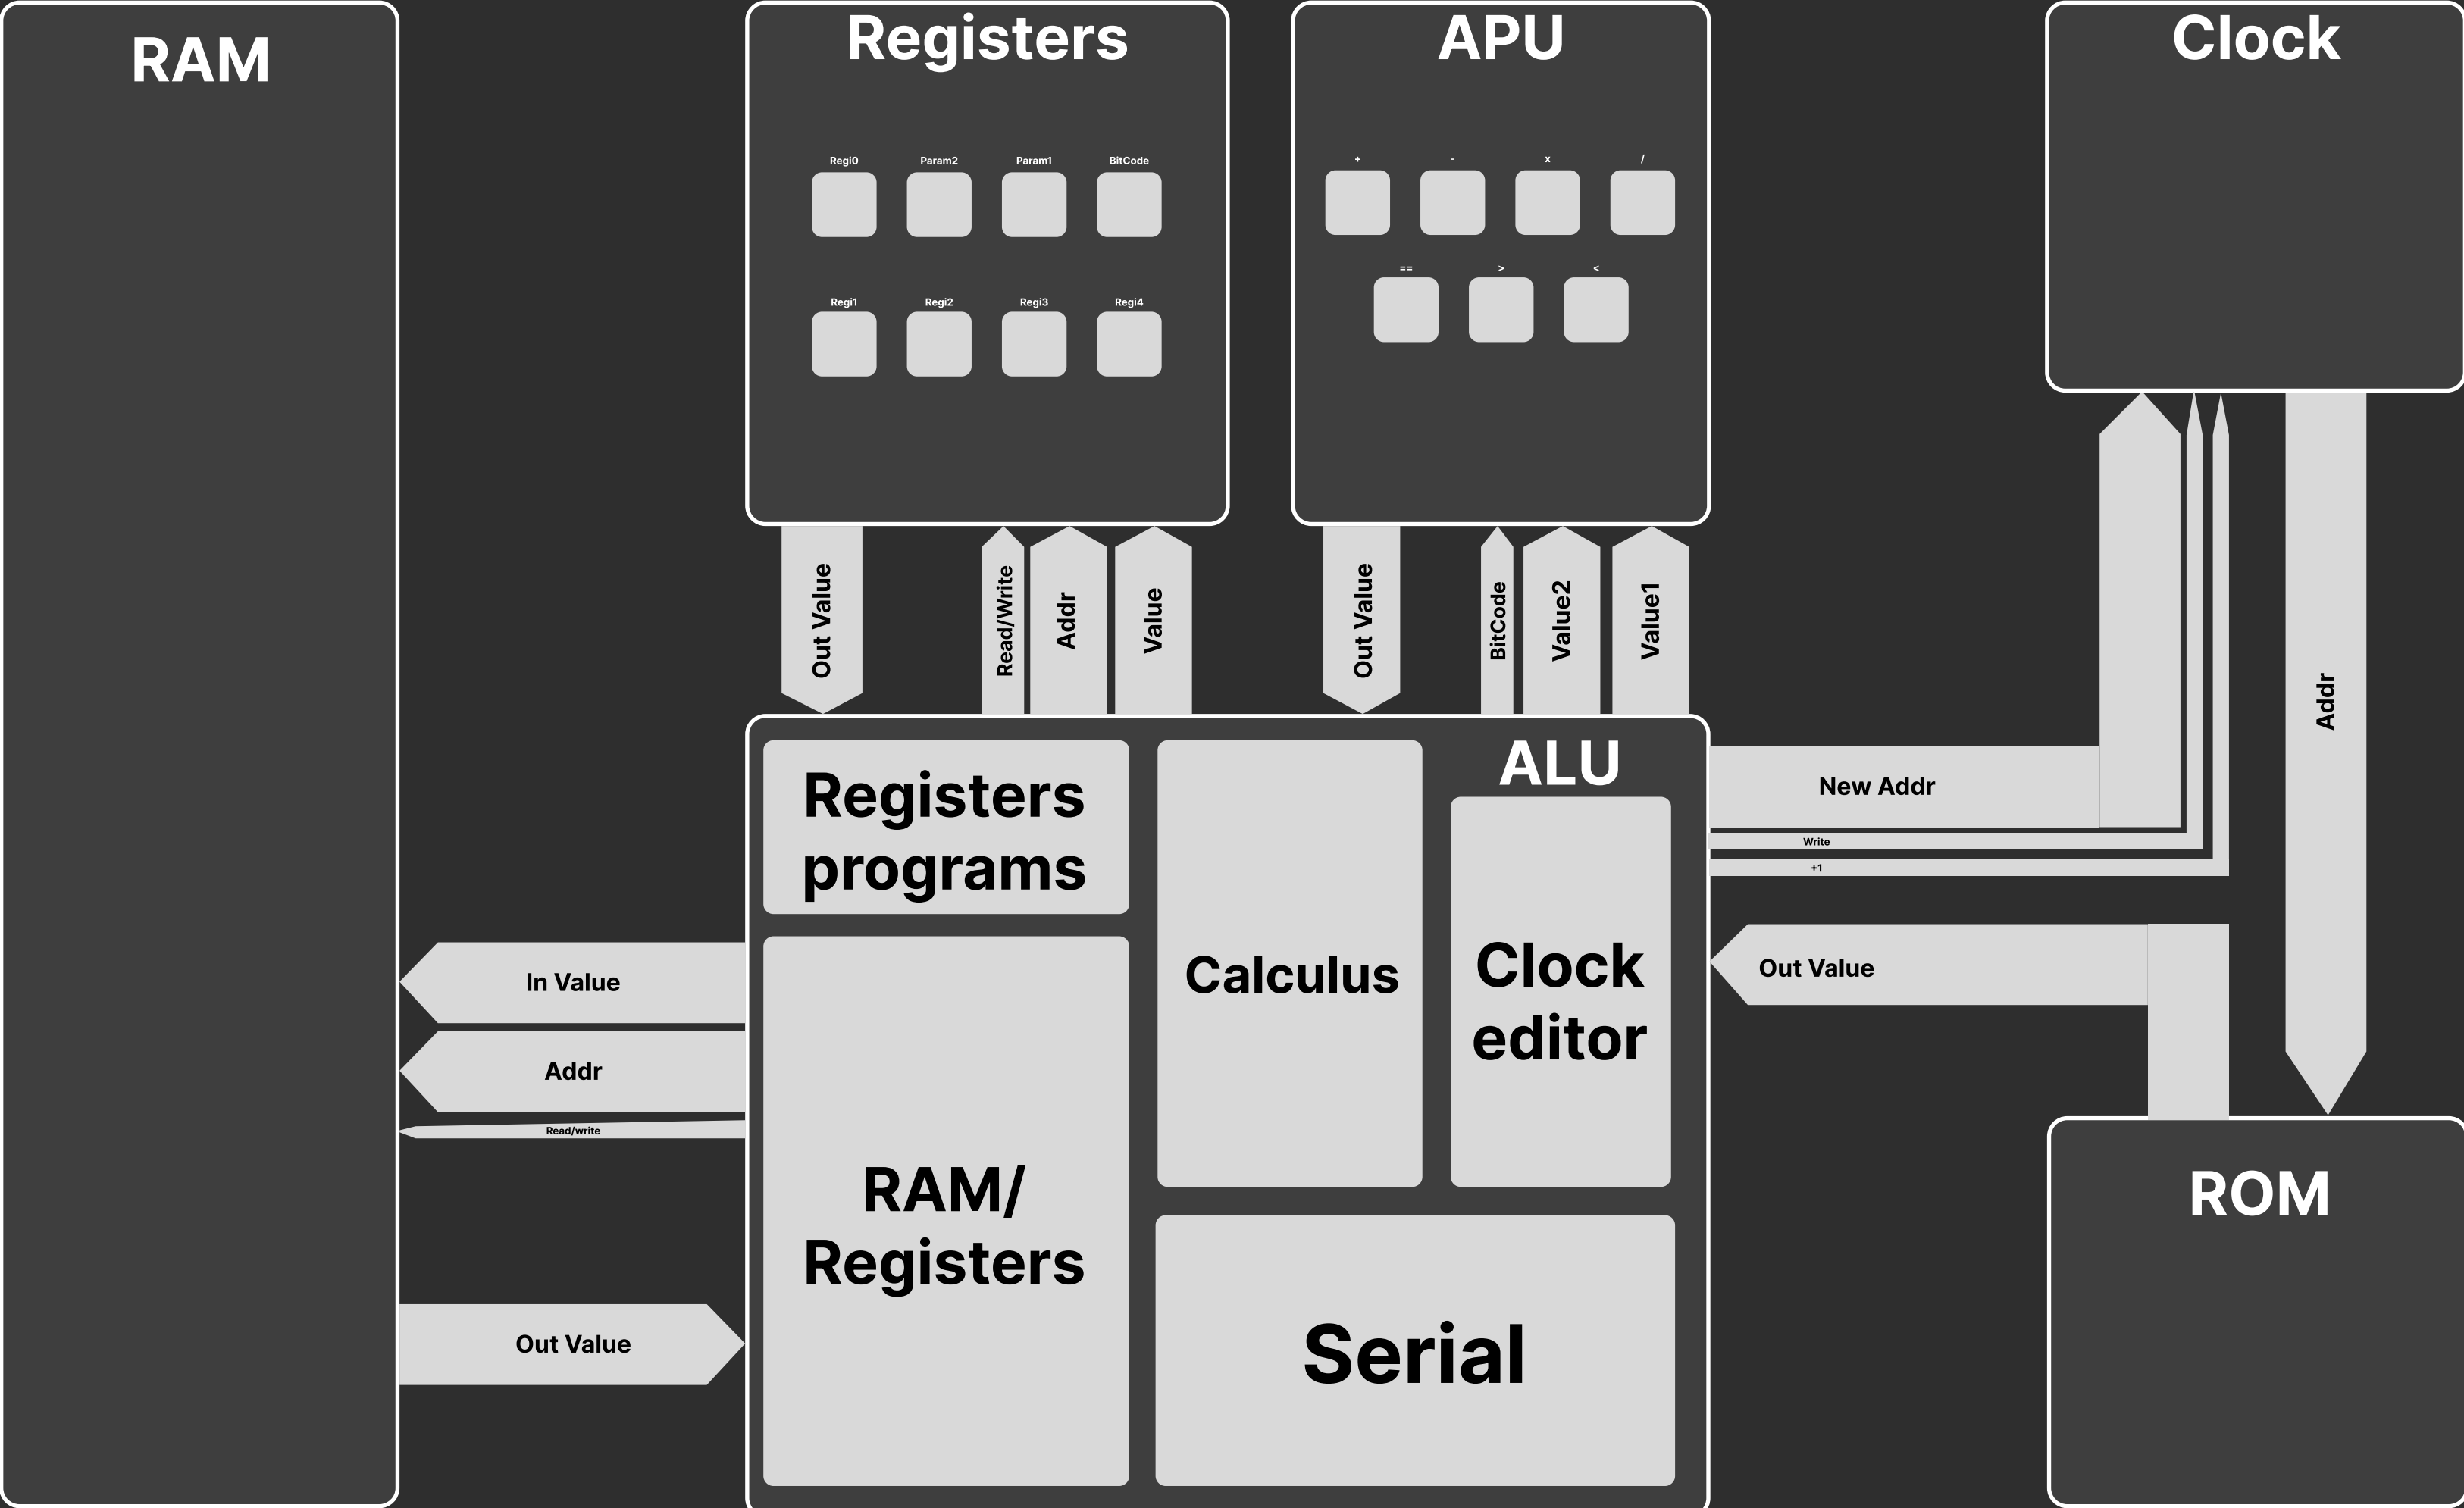 RAM
Registers
Regi0
Param2
Param1
BitCode
Regi1
Regi2
Regi3
Regi4
APU
+
-
x
/
==
>
<
Clock
Out Value
Read/Write
Addr
Value
Out Value
BitCode
Value2
Value1
Addr
ALU
Registers
programs
Calculus
Clock
editor
RAM/
Registers
Serial
New Addr
Write
+1
Out Value
In Value
Addr
Read/write
Out Value
ROM